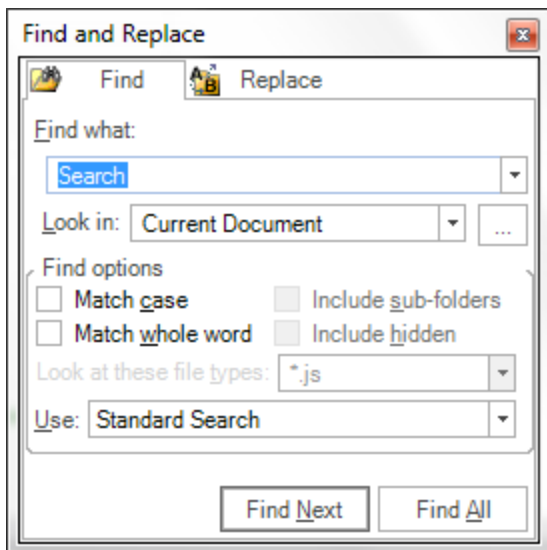 Find and Replace
Find Replace
Find what:
Search
Look in: Current Document ...
Find options
Match case Include sub-folders
Match whole word Include hidden
Look at these file types: *.js
Use: Standard Search
Find Next Find All